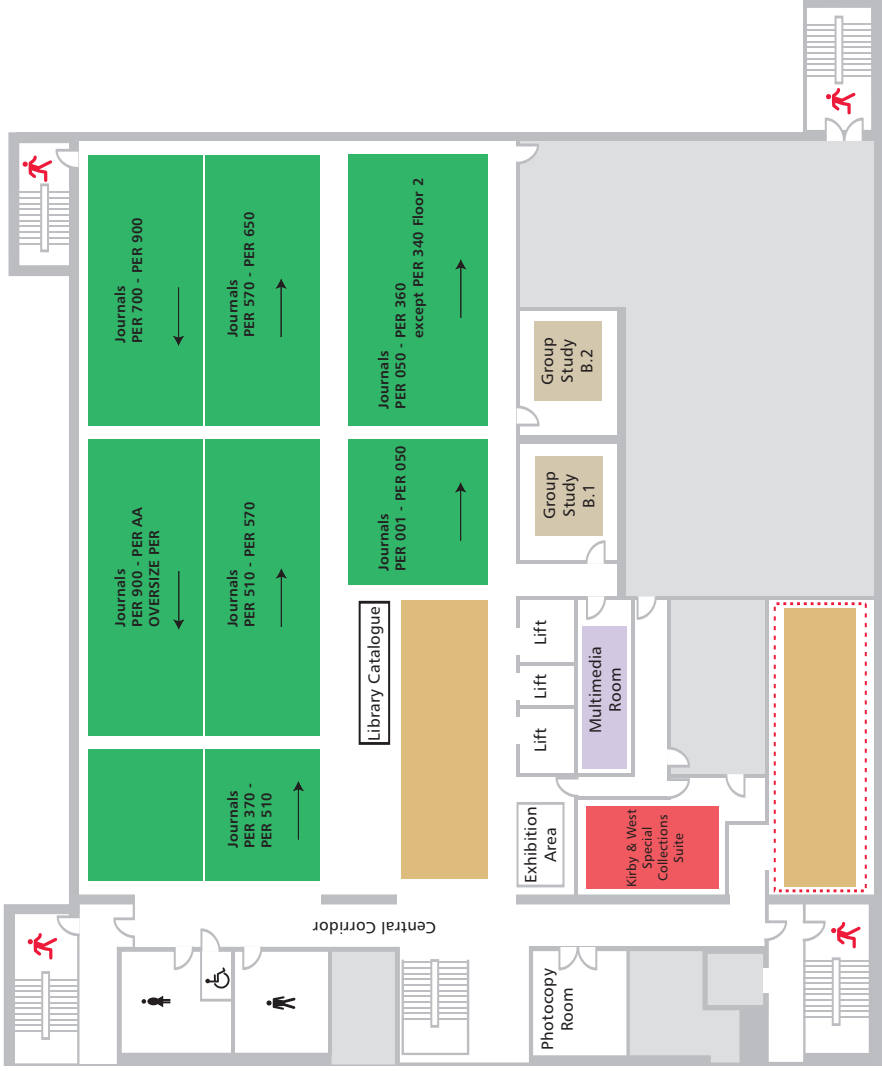 Journals
PER 700 - PER 900
Journals
PER 570 - PER 650
Journals
PER 050 - PER 360
except PER 340 Floor 2
Journals
PER 900 - PER AA
OVERSIZE PER
Journals
PER 510 - PER 570
Journals
PER 001 - PER 050
Group
Study
B.2
Group
Study
B.1
Library Catalogue
Lift
Lift
Lift
Multimedia
Room
Journals
PER 370 -
PER 510
Exhibition
Area
Kirby & West
Special
Collections
Suite
Central Corridor
Photocopy
Room